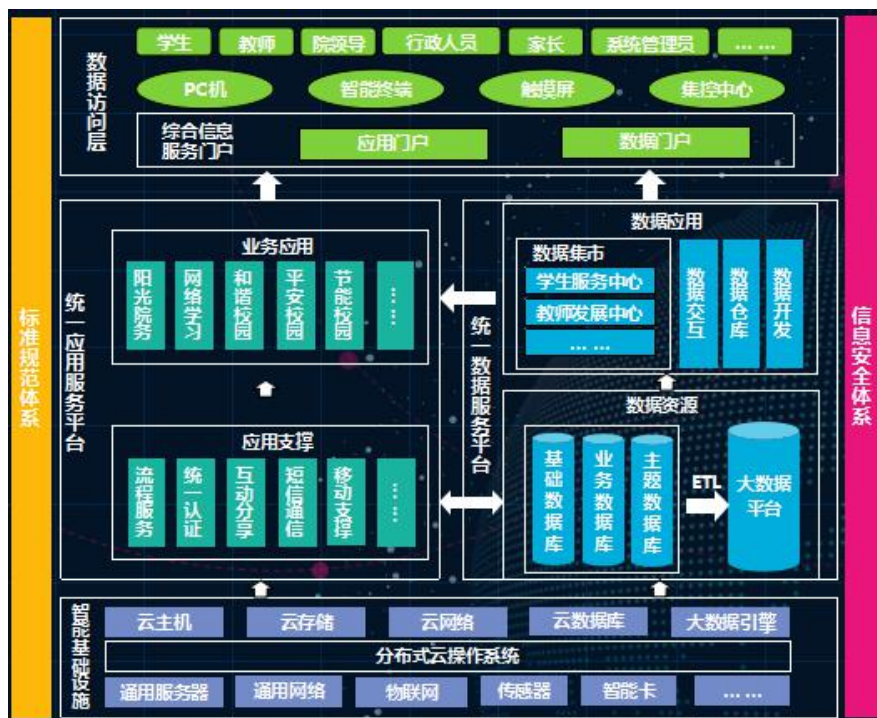 标准规范体系
信息安全体系
数据访问层
学生
教师
院领导
行政人员
家长
系统管理员
... ...
PC机
智能终端
触摸屏
集控中心
综合信息
服务门户
应用门户
数据门户
统一应用服务平台
业务应用
阳光院务
网络学习
和谐校园
平安校园
节能校园
... ...
应用支撑
流程服务
统一认证
互动分享
短信通信
移动支撑
... ...
统一数据服务平台
数据应用
数据集市
学生服务中心
教师发展中心
... ...
数据交互
数据仓库
数据开发
数据资源
基础数据库
业务数据库
主题数据库
ETL
大数据
平台
智能基础设施
云主机
云存储
云网络
云数据库
大数据引擎
分布式云操作系统
通用服务器
通用网络
物联网
传感器
智能卡
... ...